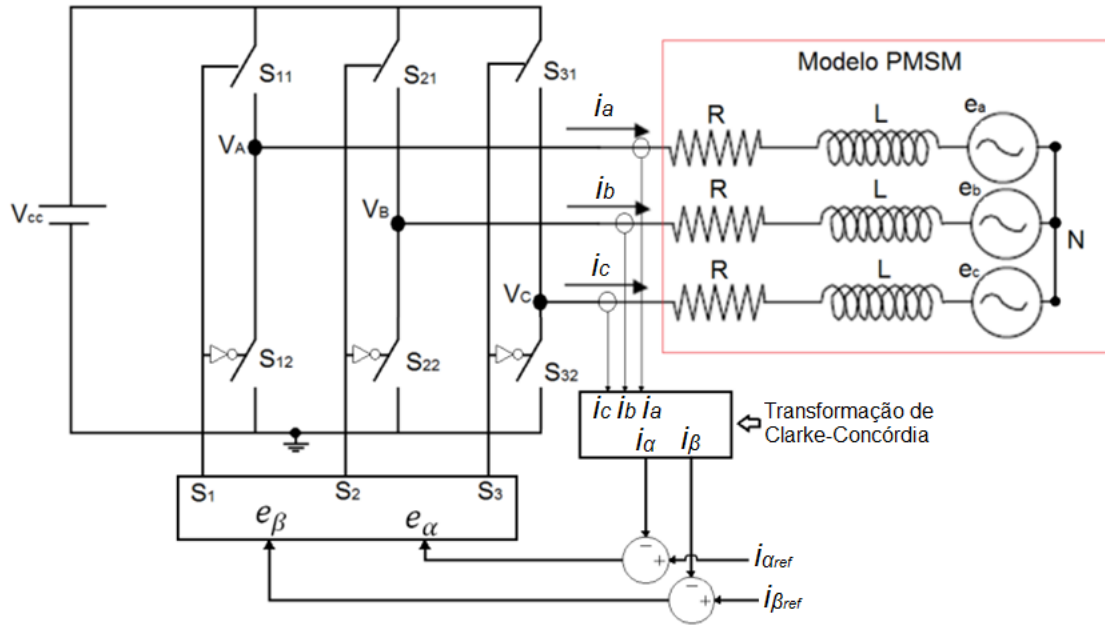 Modelo PMSM
S11 S21 S31
ia R L ea
VA
Vcc
ib R L eb
VB
N
ic R L ec
VC
S12 S22 S32
ic ib ia
iα iβ
Transformação de
Clarke-Concórdia
S1 S2 S3
eβ eα
− + iαref
− + iβref